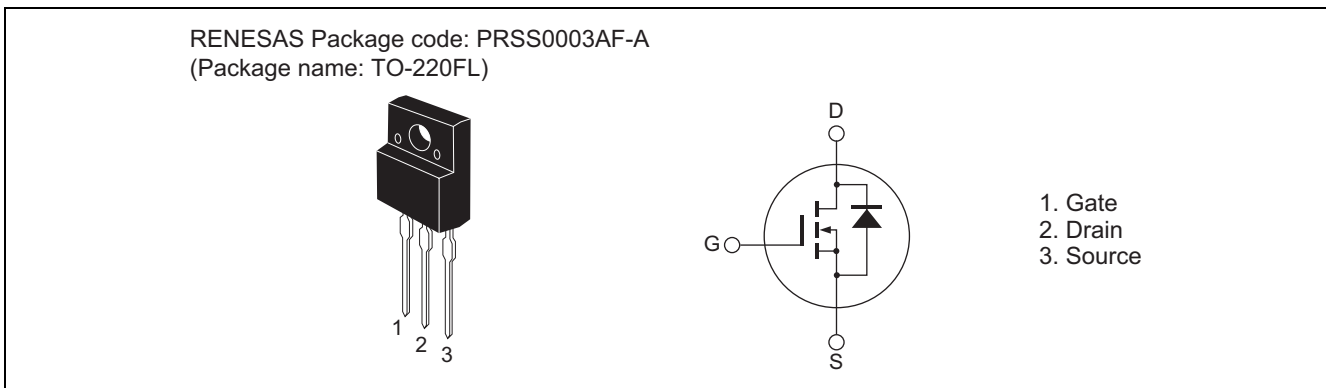 RENESAS Package code: PRSS0003AF-A
(Package name: TO-220FL)
1
2
3
D
G
S
1. Gate
2. Drain
3. Source